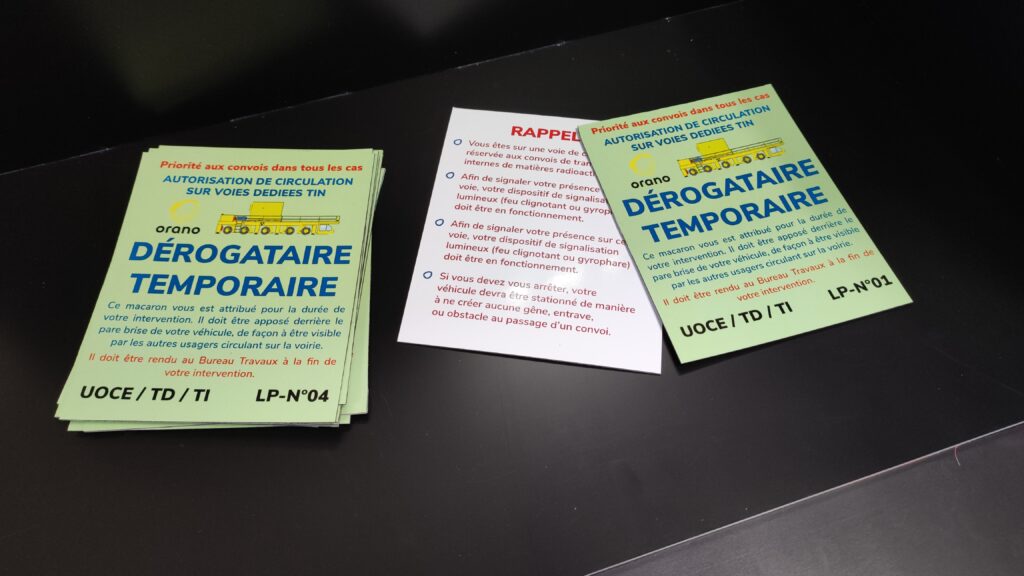 Priorité aux convois dans tous les cas
AUTORISATION DE CIRCULATION
SUR VOIES DEDIEES TIN
orano
DÉROGATAIRE
TEMPORAIRE
Ce macaron vous est attribué pour la durée de
votre intervention. Il doit être apposé derrière le
pare brise de votre véhicule, de façon à être visible
par les autres usagers circulant sur la voirie.
Il doit être rendu au Bureau Travaux à la fin de
votre intervention.
UOCE / TD / TI LP-N°04
RAPPEL
Vous êtes sur une voie de
réservée aux convois de
internes de matières
Afin de signaler votre présence
voie, votre dispositif de
lumineux (feu clignotant ou
doit être en fonctionnement.
Afin de signaler votre présence sur
voie, votre dispositif de signalisation
lumineux (feu clignotant ou gyrophare)
doit être en fonctionnement.
Si vous devez vous arrêter, votre
véhicule devra être stationné de manière
à ne créer aucune gêne, entrave,
ou obstacle au passage d'un convoi.
Priorité aux convois dans tous les cas
AUTORISATION DE CIRCULATION
SUR VOIES DEDIEES TIN
orano
DÉROGATAIRE
TEMPORAIRE
Ce macaron vous est attribué pour la durée de
votre intervention. Il doit être apposé derrière le
pare brise de votre véhicule, de façon à être visible
par les autres usagers circulant sur la voirie.
Il doit être rendu au Bureau Travaux à la fin de
votre intervention.
UOCE / TD / TI LP-N°01